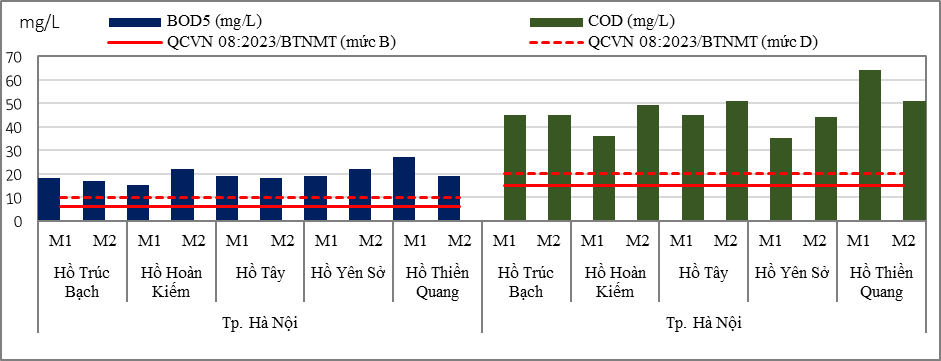 mg/L
BOD5 (mg/L) COD (mg/L)
QCVN 08:2023/BTNMT (mức B) QCVN 08:2023/BTNMT (mức D)
70
60
50
40
30
20
10
0
M1 M2 M1 M2 M1 M2 M1 M2 M1 M2 M1 M2 M1 M2 M1 M2 M1 M2 M1 M2
Hồ Trúc Hồ Hoàn Hồ Tây Hồ Yên Sở Hồ Thiền Hồ Trúc Hồ Hoàn Hồ Tây Hồ Yên Sở Hồ Thiền
Bạch Kiếm Quang Bạch Kiếm Quang
Tp. Hà Nội Tp. Hà Nội